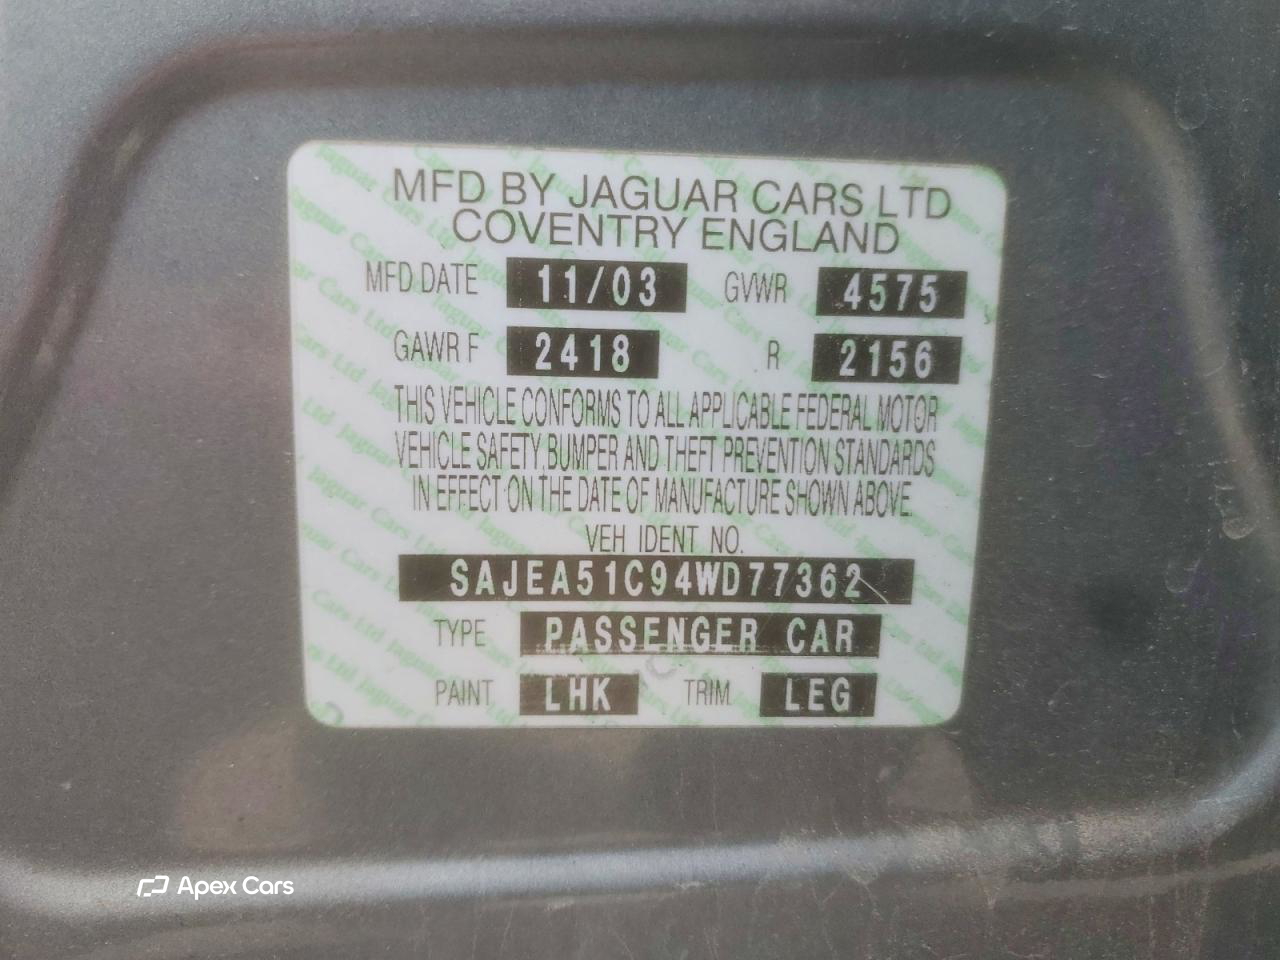 MFD BY JAGUAR CARS LTD
COVENTRY ENGLAND
MFD DATE 11/03 GVWR 4575
GAWR F 2418 R 2156
THIS VEHICLE CONFORMS TO ALL APPLICABLE FEDERAL MOTOR
VEHICLE SAFETY, BUMPER AND THEFT PREVENTION STANDARDS
IN EFFECT ON THE DATE OF MANUFACTURE SHOWN ABOVE.
VEH IDENT NO.
SAJEA51C94WD77362
TYPE PASSENGER CAR
PAINT LHK TRIM LEG
Apex Cars